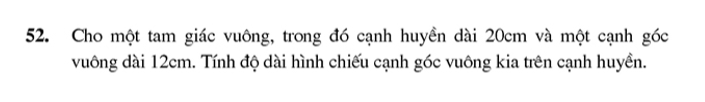 52. Cho một tam giác vuông, trong đó cạnh huyền dài 20cm và một cạnh góc
vuông dài 12cm. Tính độ dài hình chiếu cạnh góc vuông kia trên cạnh huyền.